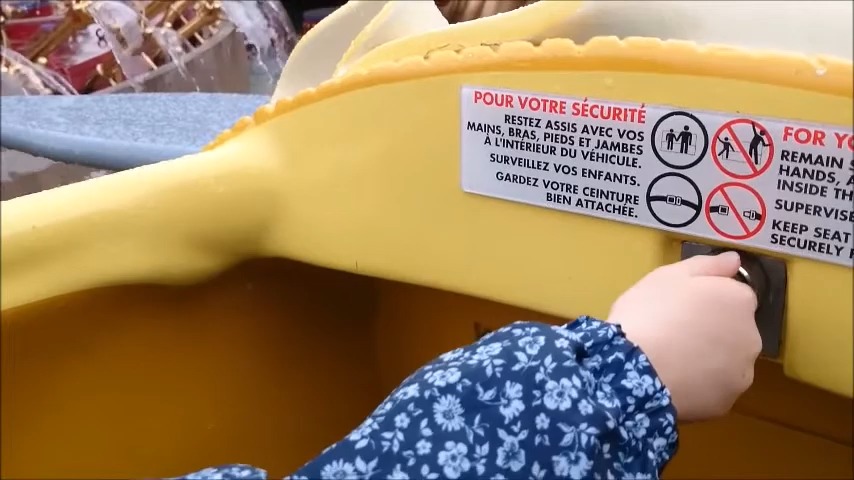 POUR VOTRE SÉCURITÉ
RESTEZ ASSIS AVEC VOS
MAINS, BRAS, PIEDS ET JAMBES
À L'INTÉRIEUR DU VÉHICULE.
SURVEILLEZ VOS ENFANTS.
GARDEZ VOTRE CEINTURE
BIEN ATTACHÉE.
FOR
REMAIN
HANDS,
INSIDE
SUPERVISE
KEEP SEAT
SECURELY